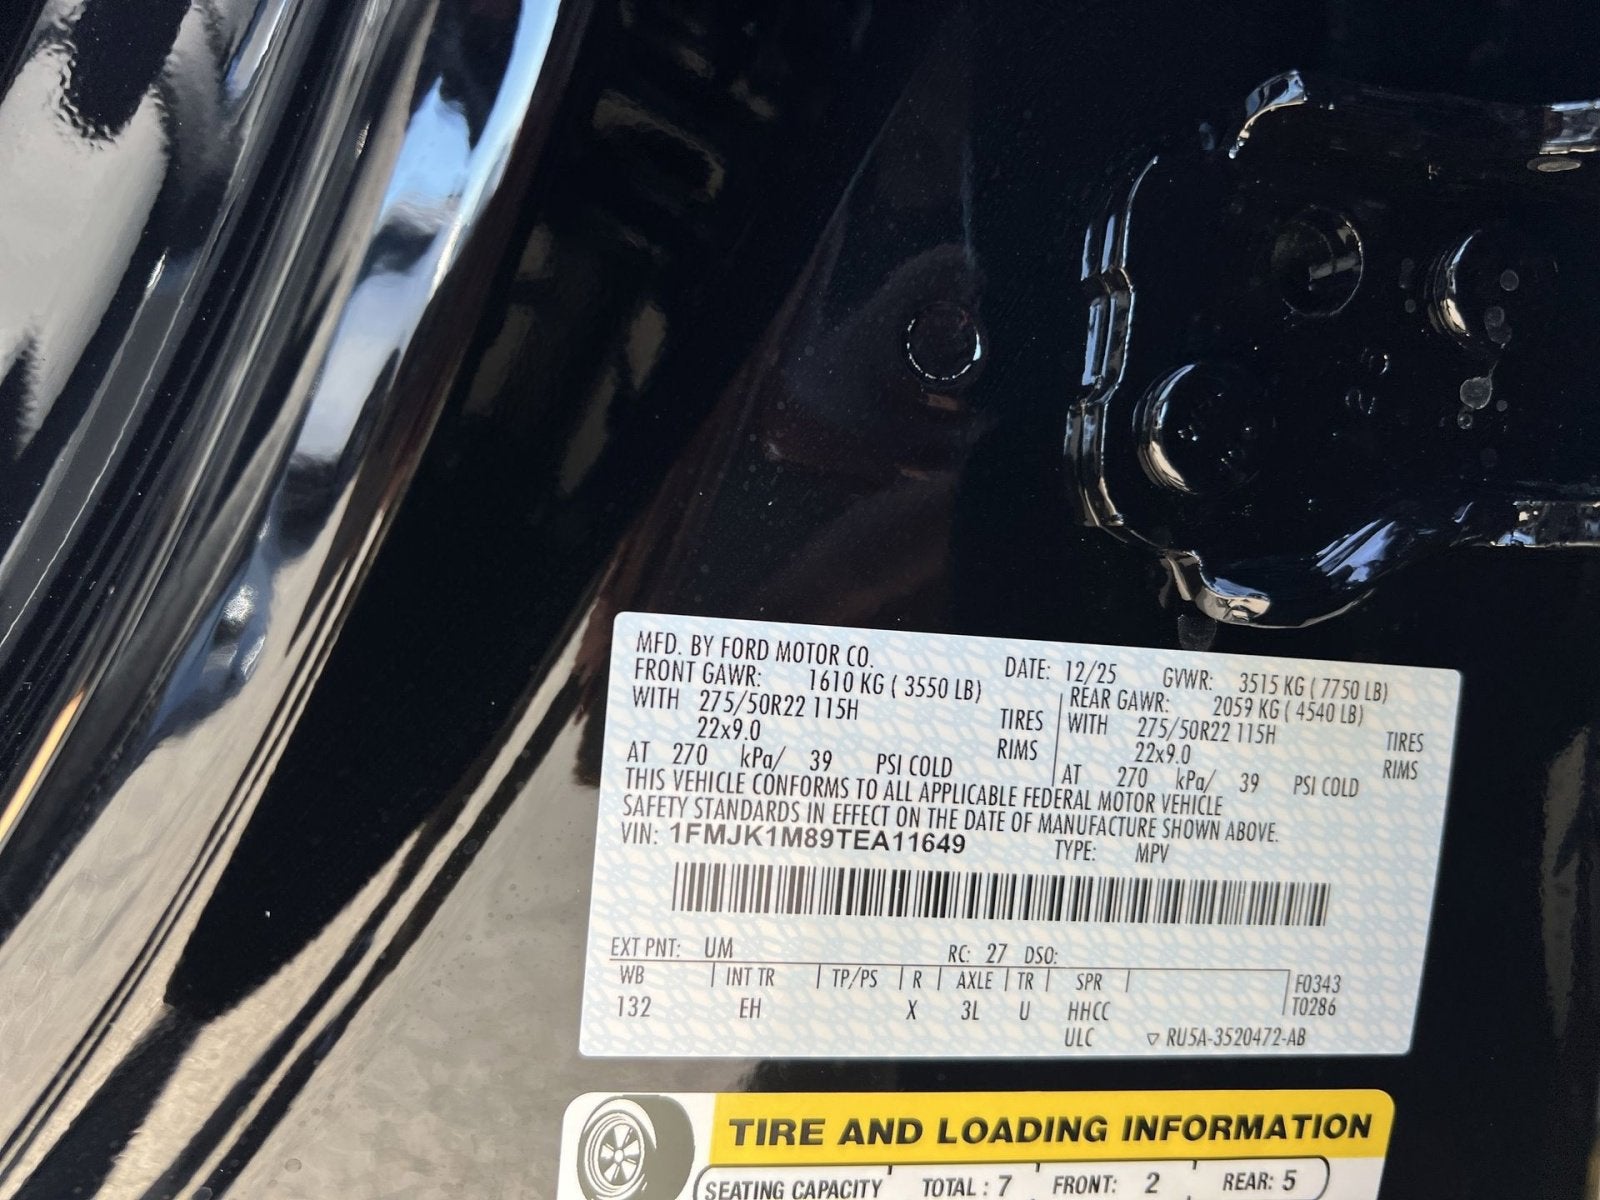 MFD. BY FORD MOTOR CO. DATE: 12/25 GVWR: 3515 KG ( 7750 LB)
FRONT GAWR: 1610 KG ( 3550 LB) REAR GAWR: 2059 KG ( 4540 LB)
WITH 275/50R22 115H TIRES WITH 275/50R22 115H TIRES
22x9.0 RIMS 22x9.0 RIMS
AT 270 kPa/ 39 PSI COLD AT 270 kPa/ 39 PSI COLD
THIS VEHICLE CONFORMS TO ALL APPLICABLE FEDERAL MOTOR VEHICLE
SAFETY STANDARDS IN EFFECT ON THE DATE OF MANUFACTURE SHOWN ABOVE.
VIN: 1FMJK1M89TEA11649 TYPE: MPV
EXT PNT: UM RC: 27 DSO:
WB INT TR TP/PS R AXLE TR SPR F0343
132 EH X 3L U HHCC T0286
ULC ▽ RU5A-3520472-AB
TIRE AND LOADING INFORMATION
SEATING CAPACITY TOTAL : 7 FRONT: 2 REAR: 5